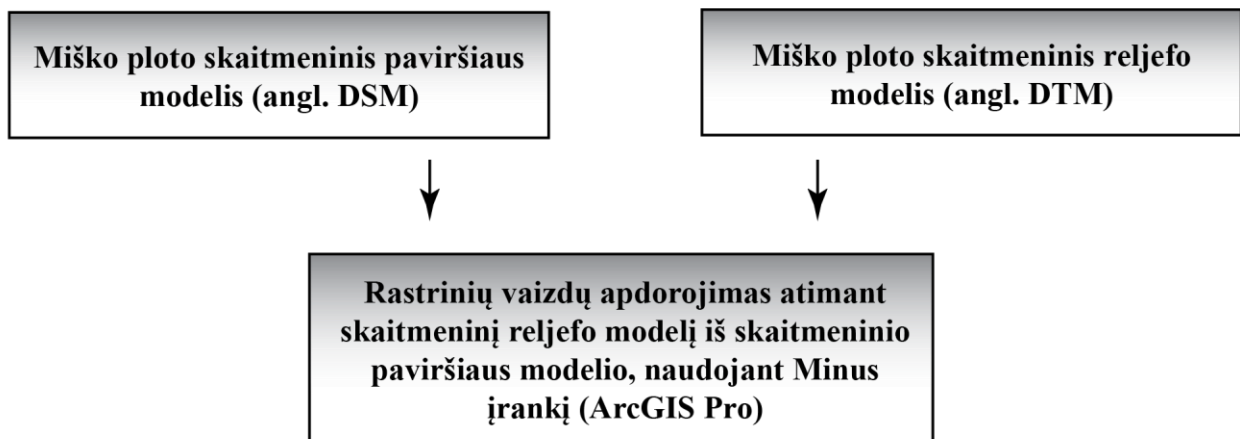 Miško ploto skaitmeninis paviršiaus
modelis (angl. DSM)
Miško ploto skaitmeninis reljefo
modelis (angl. DTM)
Rastrinių vaizdų apdorojimas atimant
skaitmeninį reljefo modelį iš skaitmeninio
paviršiaus modelio, naudojant Minus
įrankį (ArcGIS Pro)